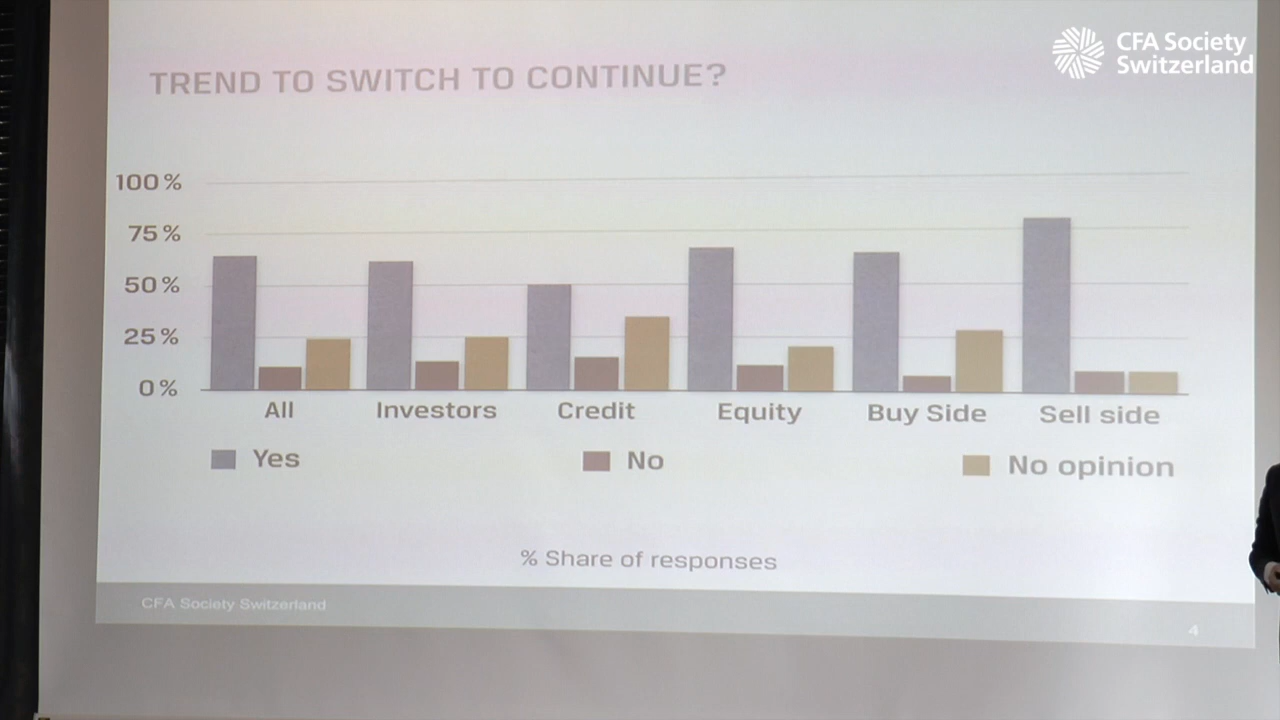 CFA Society
Switzerland
TREND TO SWITCH TO CONTINUE?
100 %
75 %
50 %
25 %
0 %
All Investors Credit Equity Buy Side Sell side
Yes No No opinion
% Share of responses
CFA Society Switzerland
4